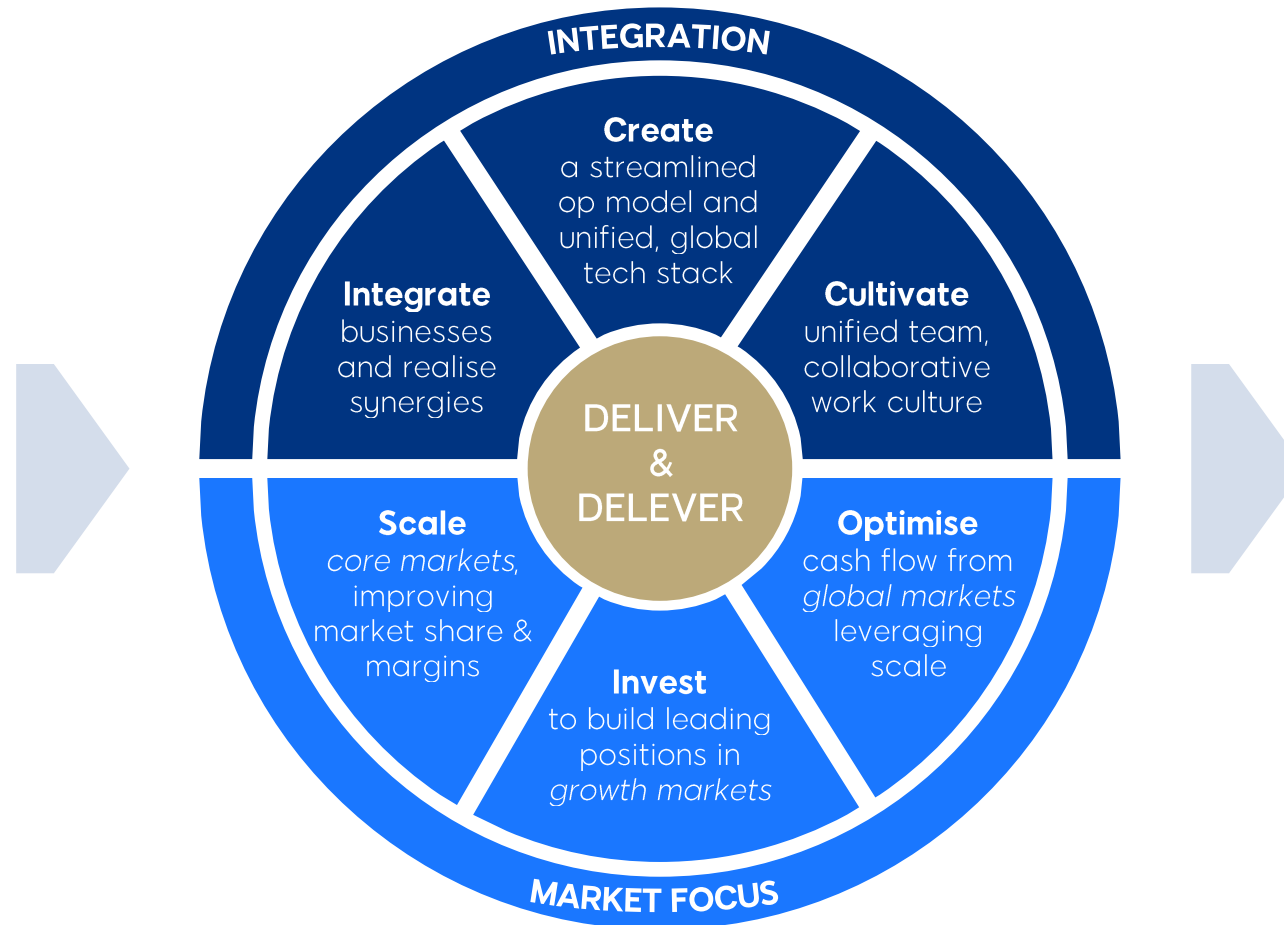 INTEGRATION
Create
a streamlined
op model and
unified, global
tech stack
Integrate
businesses
and realise
synergies
Cultivate
unified team,
collaborative
work culture
DELIVER
&
DELEVER
Scale
core markets,
improving
market share &
margins
Optimise
cash flow from
global markets
leveraging
scale
Invest
to build leading
positions in
growth markets
MARKET FOCUS